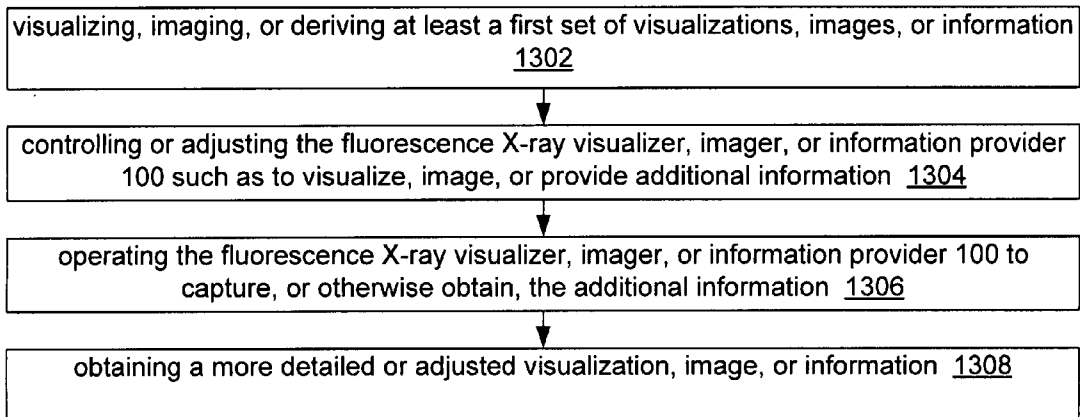 visualizing, imaging, or deriving at least a first set of visualizations, images, or information
1302
controlling or adjusting the fluorescence X-ray visualizer, imager, or information provider
100 such as to visualize, image, or provide additional information 1304
operating the fluorescence X-ray visualizer, imager, or information provider 100 to
capture, or otherwise obtain, the additional information 1306
obtaining a more detailed or adjusted visualization, image, or information 1308